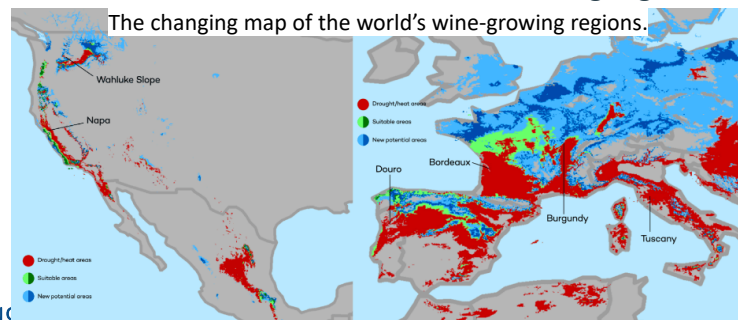 The changing map of the world's wine-growing regions.
Wahluke Slope
Napa
Drought/heat areas
Suitable areas
New potential areas
Drought/heat areas
Suitable areas
New potential areas
Douro
Bordeaux
Burgundy
Tuscany